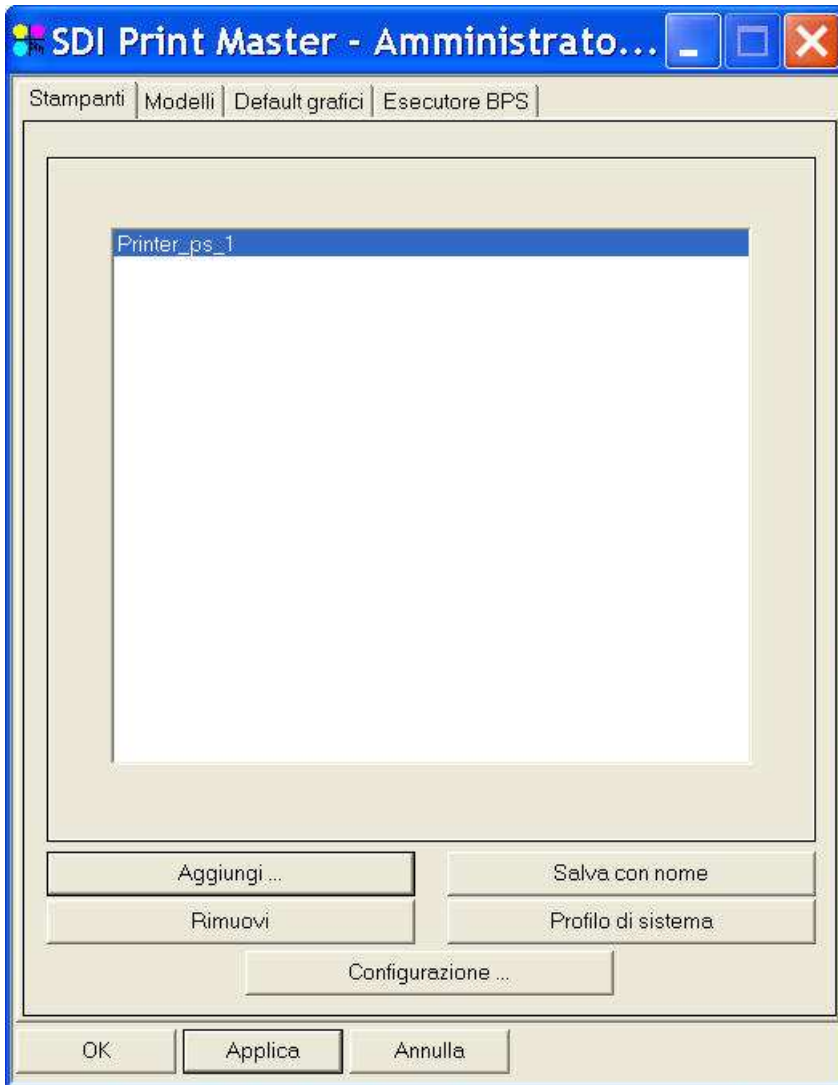 SDI Print Master - Amministrato...
Stampanti Modelli Default grafici Esecutore BPS
Printer_ps_1
Aggiungi ... Salva con nome
Rimuovi Profilo di sistema
Configurazione ...
OK Applica Annulla